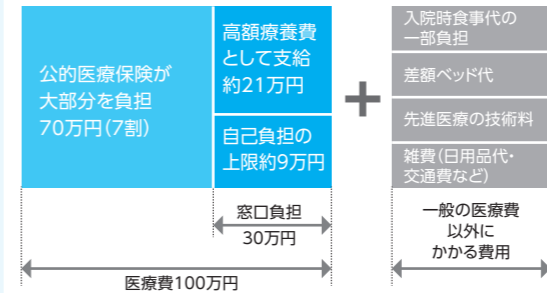 公的医療保険が
大部分を負担
70万円(7割)
高額療養費
として支給
約21万円
自己負担の
上限約9万円
窓口負担
30万円
医療費100万円
+
入院時食事代の
一部負担
差額ベッド代
先進医療の技術料
雑費(日用品代・
交通費など)
一般の医療費
以外に
かかる費用